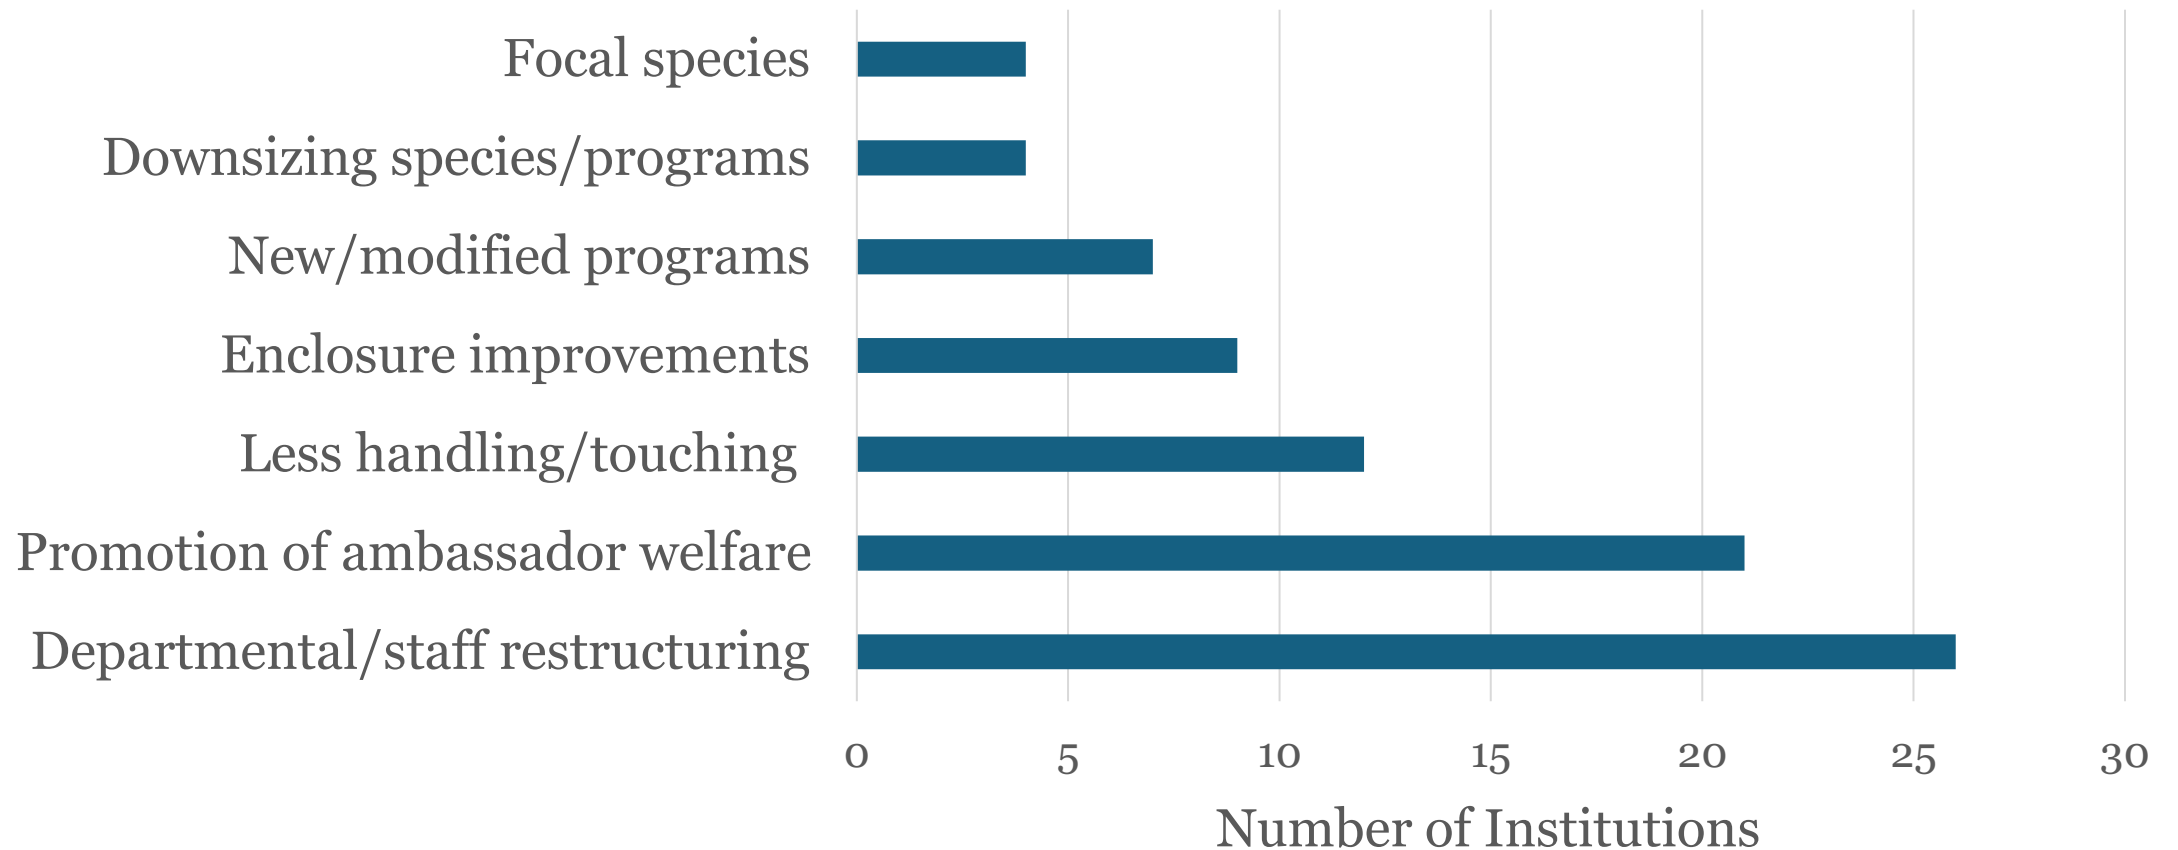 Focal species
Downsizing species/programs
New/modified programs
Enclosure improvements
Less handling/touching
Promotion of ambassador welfare
Departmental/staff restructuring
0 5 10 15 20 25 30
Number of Institutions